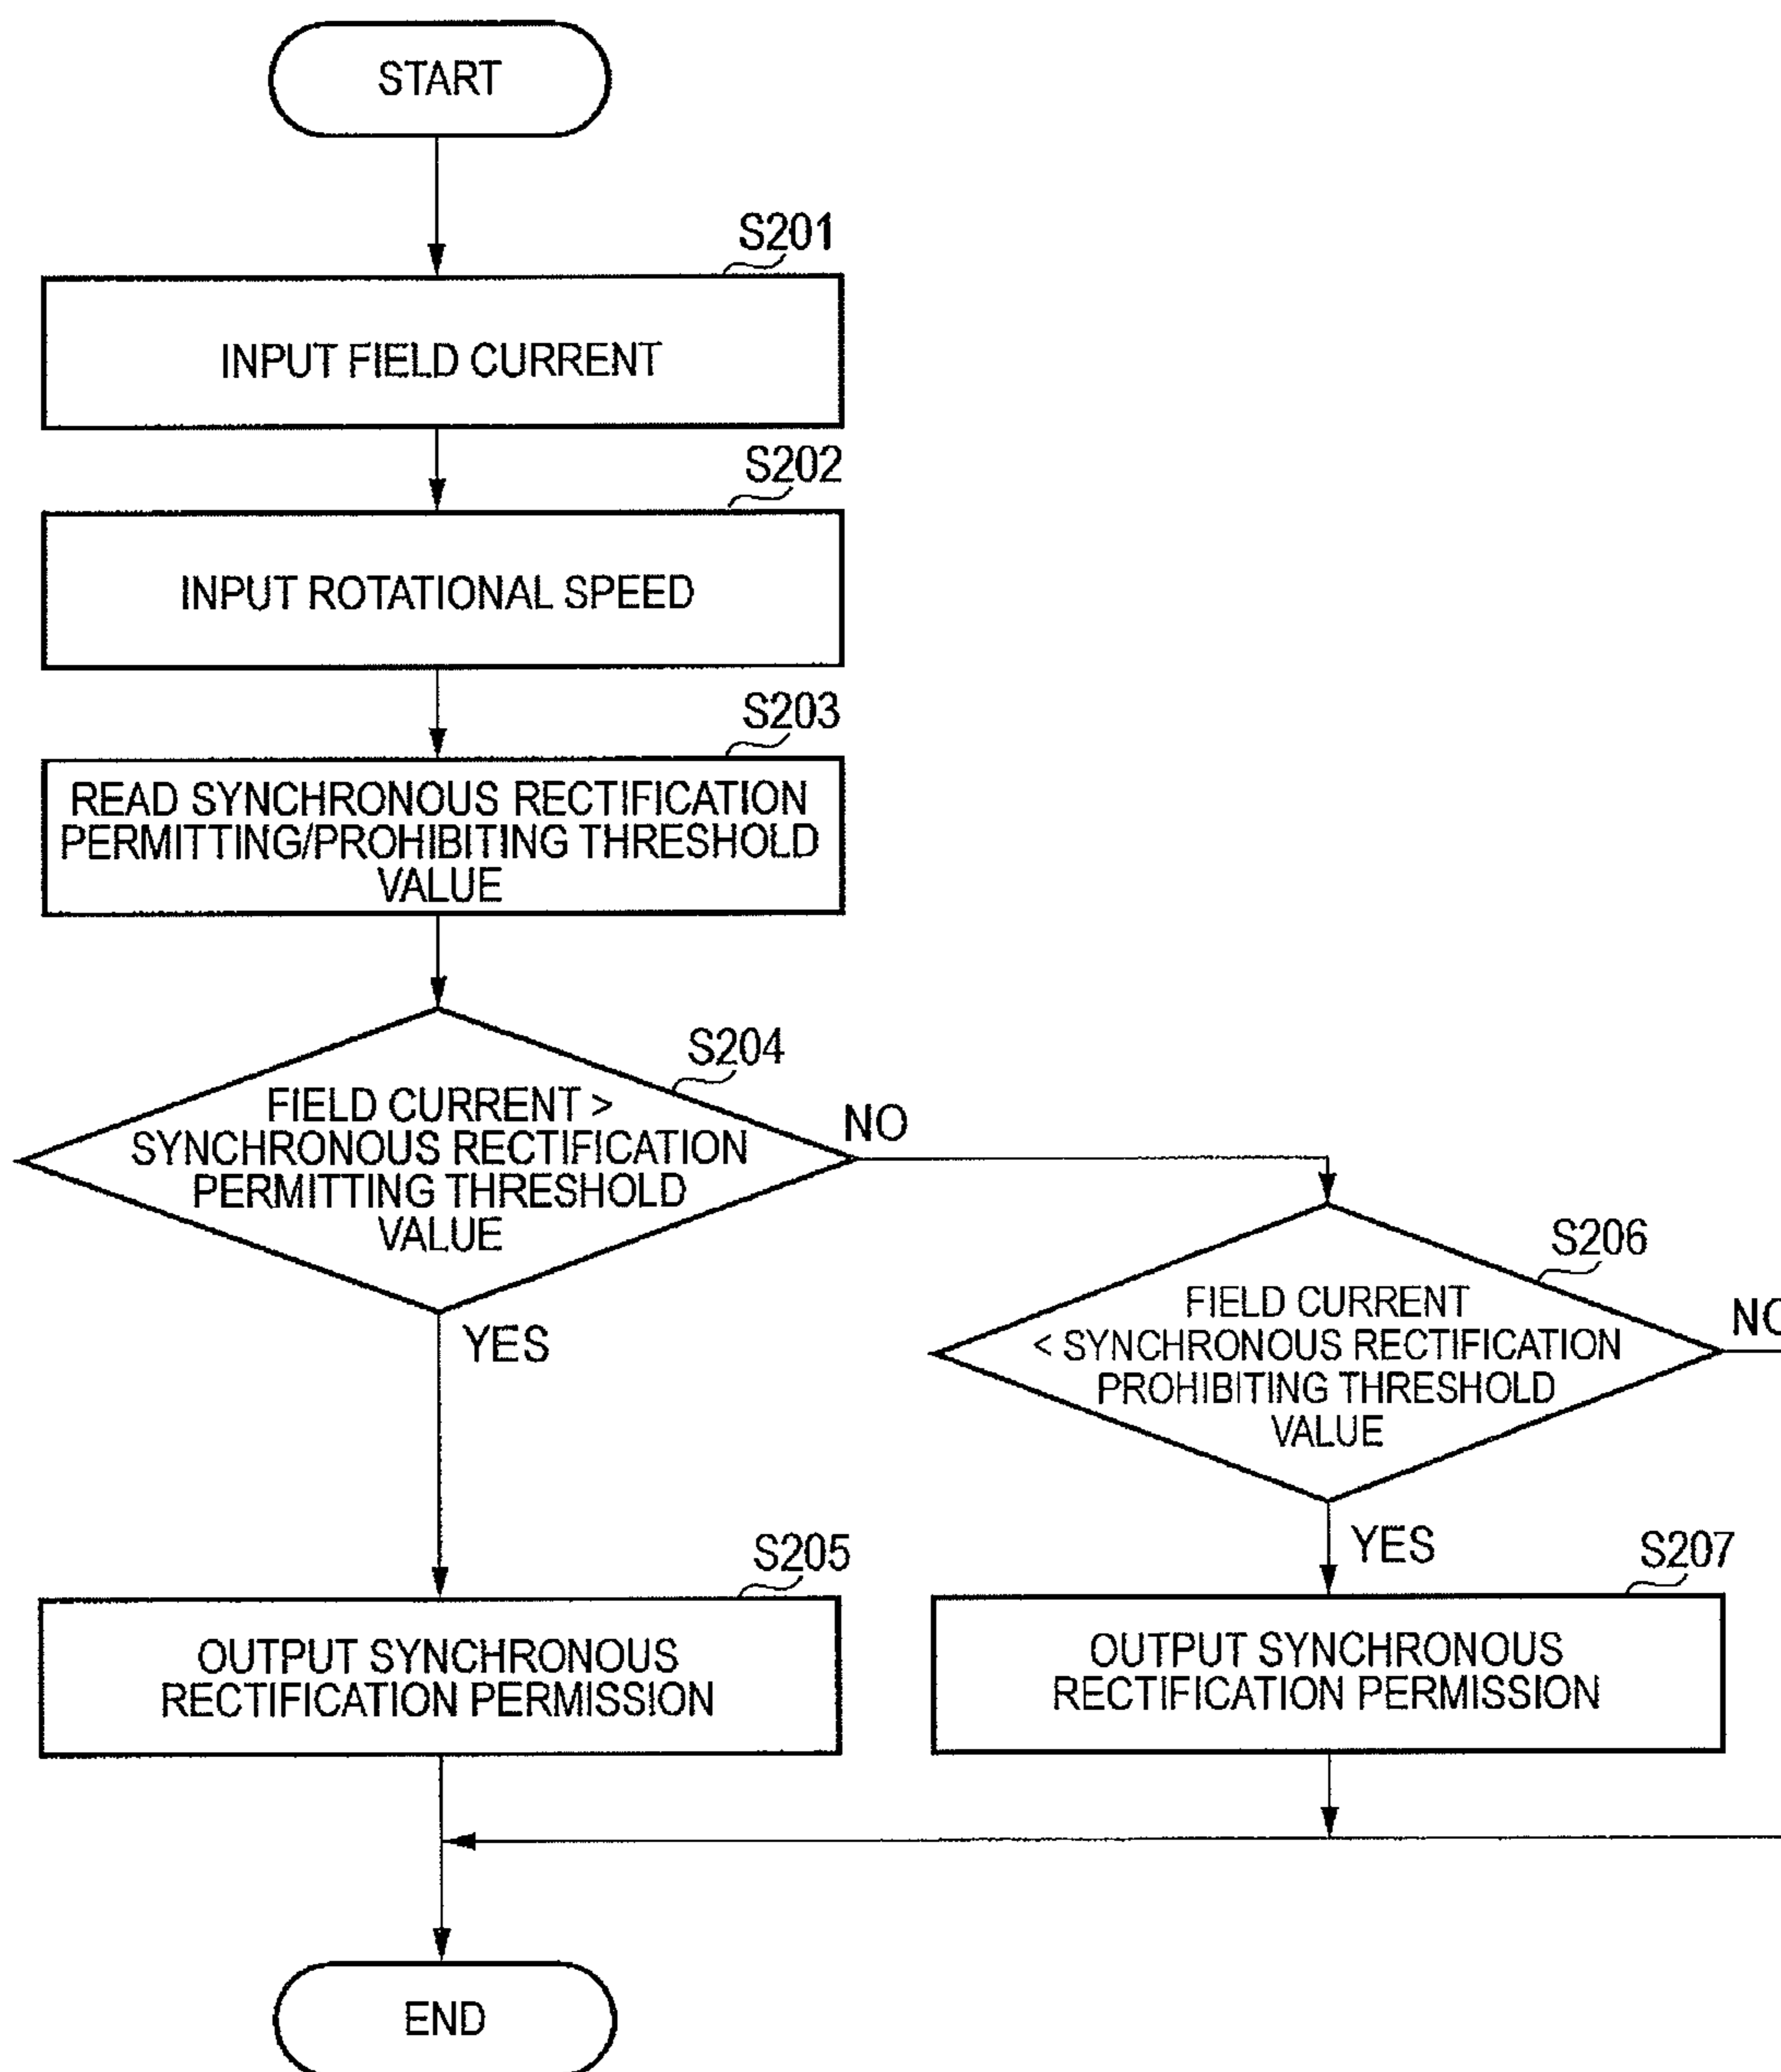 START
S201
INPUT FIELD CURRENT
S202
INPUT ROTATIONAL SPEED
S203
READ SYNCHRONOUS RECTIFICATION
PERMITTING/PROHIBITING THRESHOLD
VALUE
S204
FIELD CURRENT >
SYNCHRONOUS RECTIFICATION
PERMITTING THRESHOLD
VALUE
NO
YES
S206
FIELD CURRENT
< SYNCHRONOUS RECTIFICATION
PROHIBITING THRESHOLD
VALUE
NO
YES
S205
OUTPUT SYNCHRONOUS
RECTIFICATION PERMISSION
S207
OUTPUT SYNCHRONOUS
RECTIFICATION PERMISSION
END